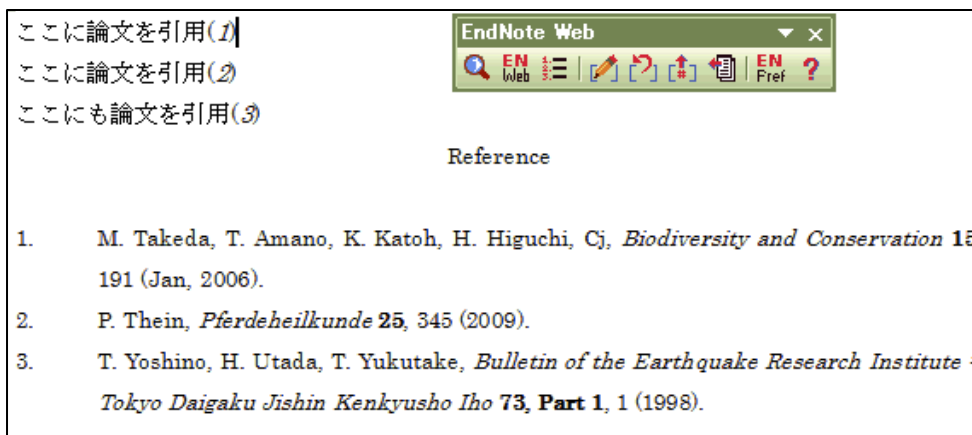 ここに論文を引用(1)
EndNote Web
ここに論文を引用(2)
EN Web
EN Fref ?
ここにも論文を引用(3)
Reference
1. M. Takeda, T. Amano, K. Katoh, H. Higuchi, Cj, Biodiversity and Conservation 15
191 (Jan, 2006).
2. P. Thein, Pferdeheilkunde 25, 345 (2009).
3. T. Yoshino, H. Utada, T. Yukutake, Bulletin of the Earthquake Research Institute
Tokyo Daigaku Jishin Kenkyusho Iho 73, Part 1, 1 (1998).